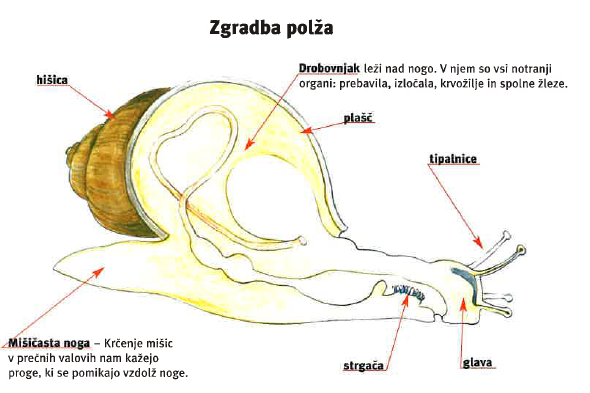 Zgradba polža
hišica
Drobovnjak leži nad nogo. V njem so vsi notranji
organi: prebavila, izločala, krvožilje in spolne žleze.
plašč
tipalnice
Mišičasta noga – Krčenje mišic
v prečnih valovih nam kažejo
proge, ki se pomikajo vzdolž noge.
strgača
glava